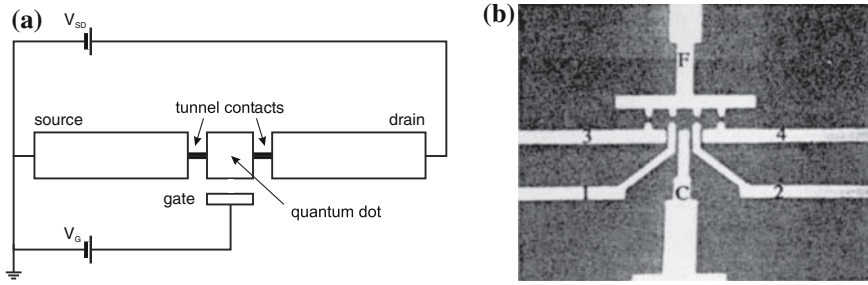 (a)
V_SD
source
tunnel contacts
drain
gate
quantum dot
V_G
(b)
F
3
4
1
C
2